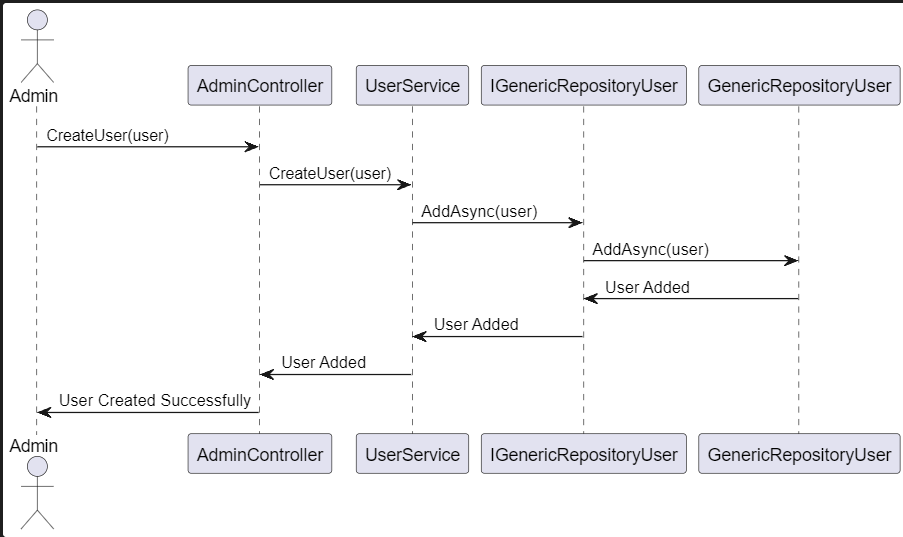 Admin
AdminController
UserService
IGenericRepositoryUser
GenericRepositoryUser
CreateUser(user)
CreateUser(user)
AddAsync(user)
AddAsync(user)
User Added
User Added
User Added
User Created Successfully
Admin
AdminController
UserService
IGenericRepositoryUser
GenericRepositoryUser